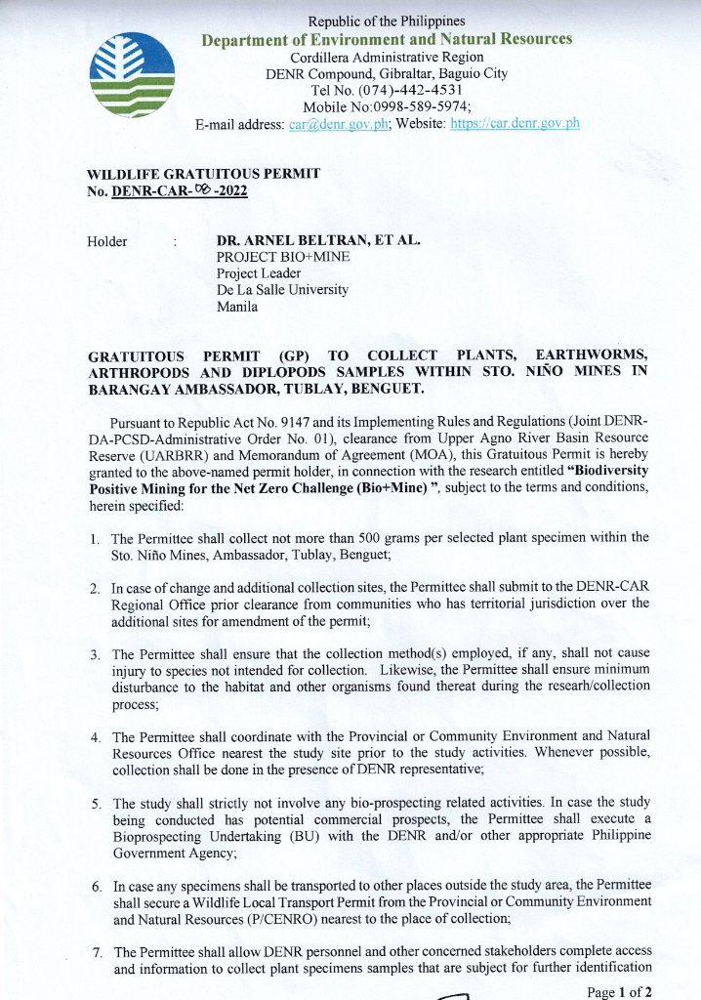 Republic of the Philippines
Department of Environment and Natural Resources
Cordillera Administrative Region
DENR Compound, Gibraltar, Baguio City
Tel No. (074)-442-4531
Mobile No:0998-589-5974;
E-mail address: car@denr.gov.ph; Website: https://car.denr.gov.ph
WILDLIFE GRATUITOUS PERMIT
No. DENR-CAR-08-2022
Holder : DR. ARNEL BELTRAN, ET AL.
PROJECT BIO+MINE
Project Leader
De La Salle University
Manila
GRATUITOUS PERMIT (GP) TO COLLECT PLANTS, EARTHWORMS,
ARTHROPODS AND DIPLOPODS SAMPLES WITHIN STO. NIÑO MINES IN
BARANGAY AMBASSADOR, TUBLAY, BENGUET.
Pursuant to Republic Act No. 9147 and its Implementing Rules and Regulations (Joint DENR-
DA-PCSD-Administrative Order No. 01), clearance from Upper Agno River Basin Resource
Reserve (UARBRR) and Memorandum of Agreement (MOA), this Gratuitous Permit is hereby
granted to the above-named permit holder, in connection with the research entitled “Biodiversity
Positive Mining for the Net Zero Challenge (Bio+Mine) ”, subject to the terms and conditions,
herein specified:
1. The Permittee shall collect not more than 500 grams per selected plant specimen within the
Sto. Niño Mines, Ambassador, Tublay, Benguet;
2. In case of change and additional collection sites, the Permittee shall submit to the DENR-CAR
Regional Office prior clearance from communities who has territorial jurisdiction over the
additional sites for amendment of the permit;
3. The Permittee shall ensure that the collection method(s) employed, if any, shall not cause
injury to species not intended for collection. Likewise, the Permittee shall ensure minimum
disturbance to the habitat and other organisms found thereat during the researh/collection
process;
4. The Permittee shall coordinate with the Provincial or Community Environment and Natural
Resources Office nearest the study site prior to the study activities. Whenever possible,
collection shall be done in the presence of DENR representative;
5. The study shall strictly not involve any bio-prospecting related activities. In case the study
being conducted has potential commercial prospects, the Permittee shall execute a
Bioprospecting Undertaking (BU) with the DENR and/or other appropriate Philippine
Government Agency;
6. In case any specimens shall be transported to other places outside the study area, the Permittee
shall secure a Wildlife Local Transport Permit from the Provincial or Community Environment
and Natural Resources (P/CENRO) nearest to the place of collection;
7. The Permittee shall allow DENR personnel and other concerned stakeholders complete access
and information to collect plant specimens samples that are subject for further identification
Page 1 of 2